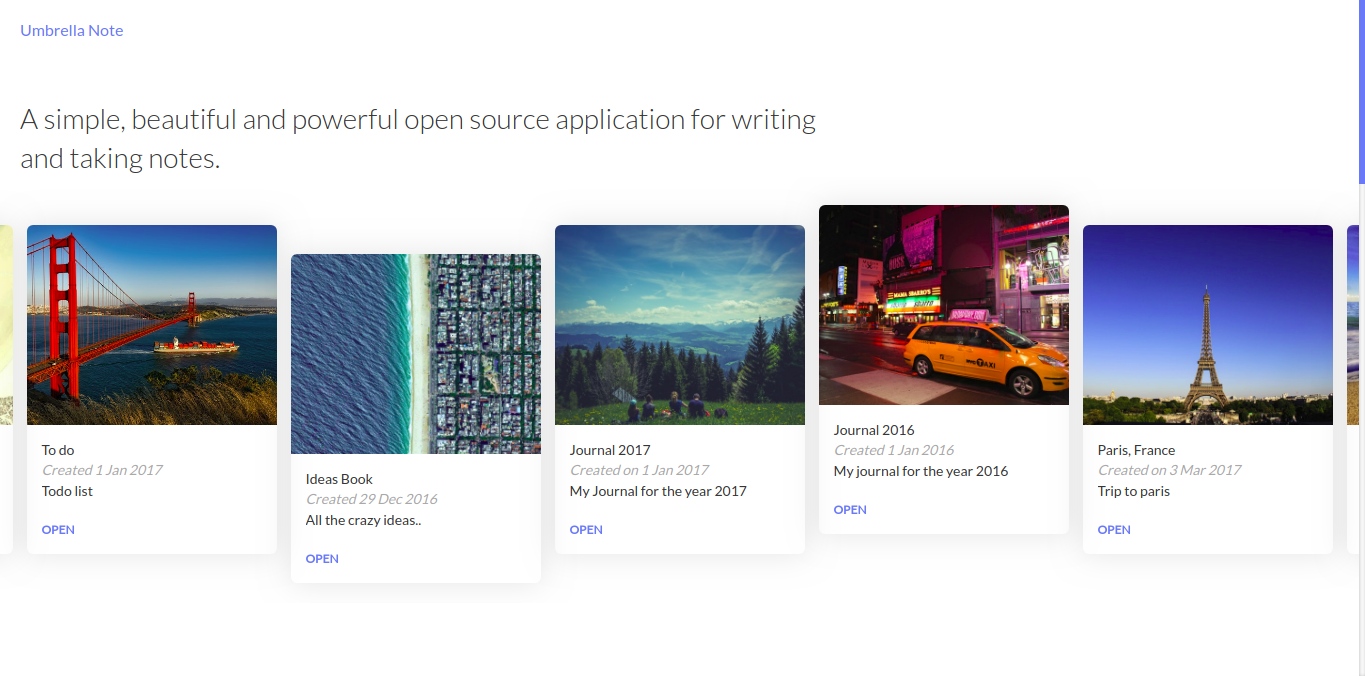 Umbrella Note
A simple, beautiful and powerful open source application for writing
and taking notes.
To do
Created 1 Jan 2017
Todo list
OPEN
Ideas Book
Created 29 Dec 2016
All the crazy ideas..
OPEN
Journal 2017
Created on 1 Jan 2017
My Journal for the year 2017
OPEN
MAMA SBARRO'S
TAXI
Journal 2016
Created 1 Jan 2016
My journal for the year 2016
OPEN
Paris, France
Created on 3 Mar 2017
Trip to paris
OPEN